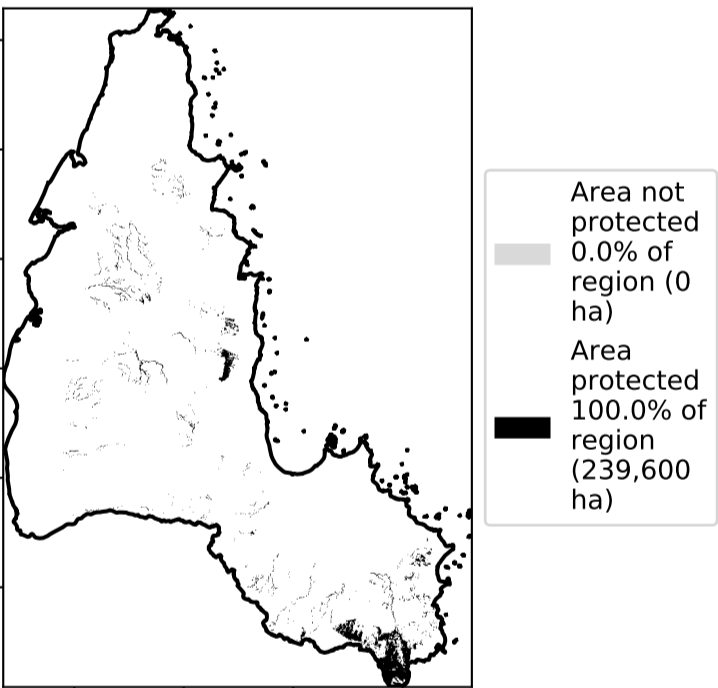 Area not
protected
0.0% of
region (0
ha)
Area
protected
100.0% of
region
(239,600
ha)